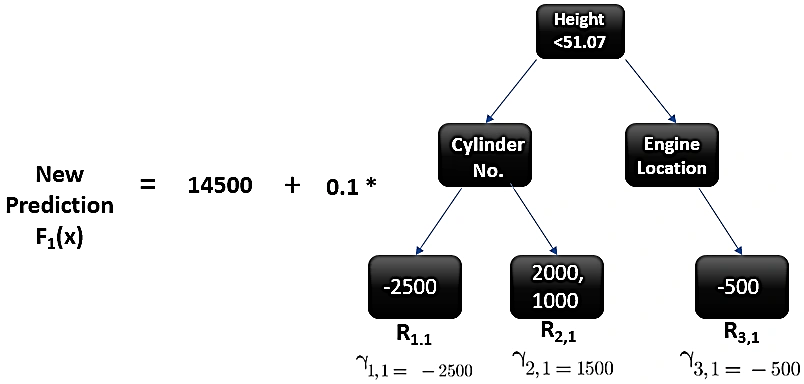 Height
<51.07
Cylinder
No.
Engine
Location
New
Prediction
F₁(x)
= 14500 + 0.1 *
-2500
2000,
1000
-500
R₁.₁
R₂,₁
R₃,₁
γ₁,₁ = −2500
γ₂,₁ = 1500
γ₃,₁ = −500